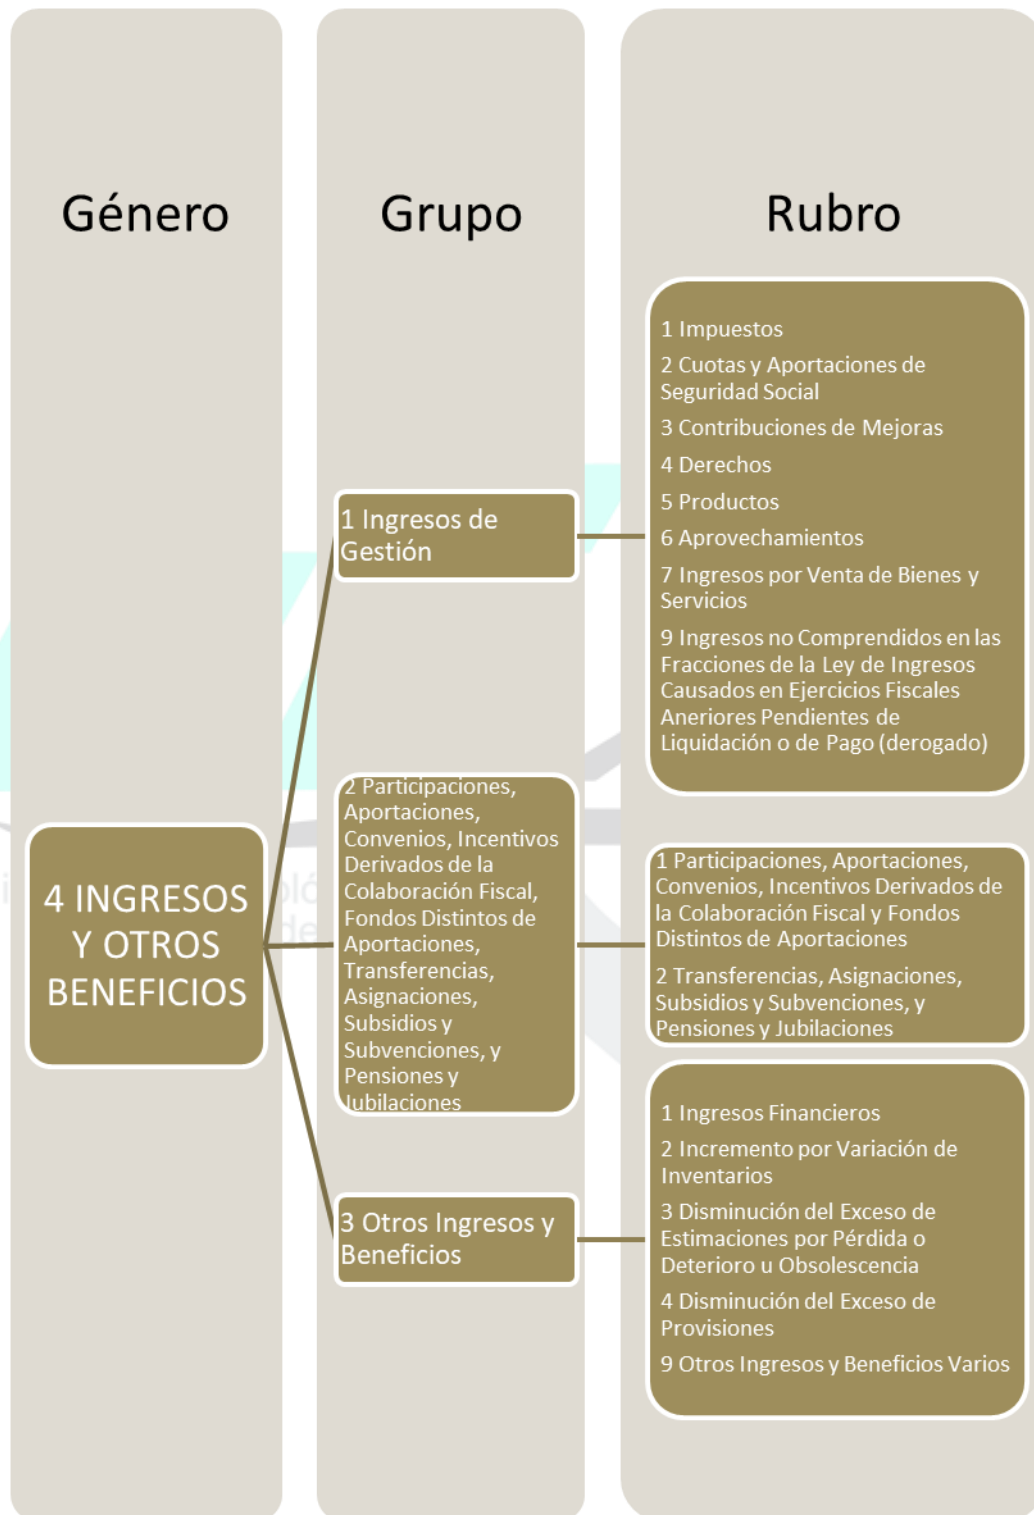 Género
Grupo
Rubro
4 INGRESOS
Y OTROS
BENEFICIOS
1 Ingresos de
Gestión
1 Impuestos
2 Cuotas y Aportaciones de
Seguridad Social
3 Contribuciones de Mejoras
4 Derechos
5 Productos
6 Aprovechamientos
7 Ingresos por Venta de Bienes y
Servicios
9 Ingresos no Comprendidos en las
Fracciones de la Ley de Ingresos
Causados en Ejercicios Fiscales
Aneriores Pendientes de
Liquidación o de Pago (derogado)
2 Participaciones,
Aportaciones,
Convenios, Incentivos
Derivados de la
Colaboración Fiscal,
Fondos Distintos de
Aportaciones,
Transferencias,
Asignaciones,
Subsidios y
Subvenciones, y
Pensiones y
Jubilaciones
1 Participaciones, Aportaciones,
Convenios, Incentivos Derivados de
la Colaboración Fiscal y Fondos
Distintos de Aportaciones
2 Transferencias, Asignaciones,
Subsidios y Subvenciones, y
Pensiones y Jubilaciones
3 Otros Ingresos y
Beneficios
1 Ingresos Financieros
2 Incremento por Variación de
Inventarios
3 Disminución del Exceso de
Estimaciones por Pérdida o
Deterioro u Obsolescencia
4 Disminución del Exceso de
Provisiones
9 Otros Ingresos y Beneficios Varios